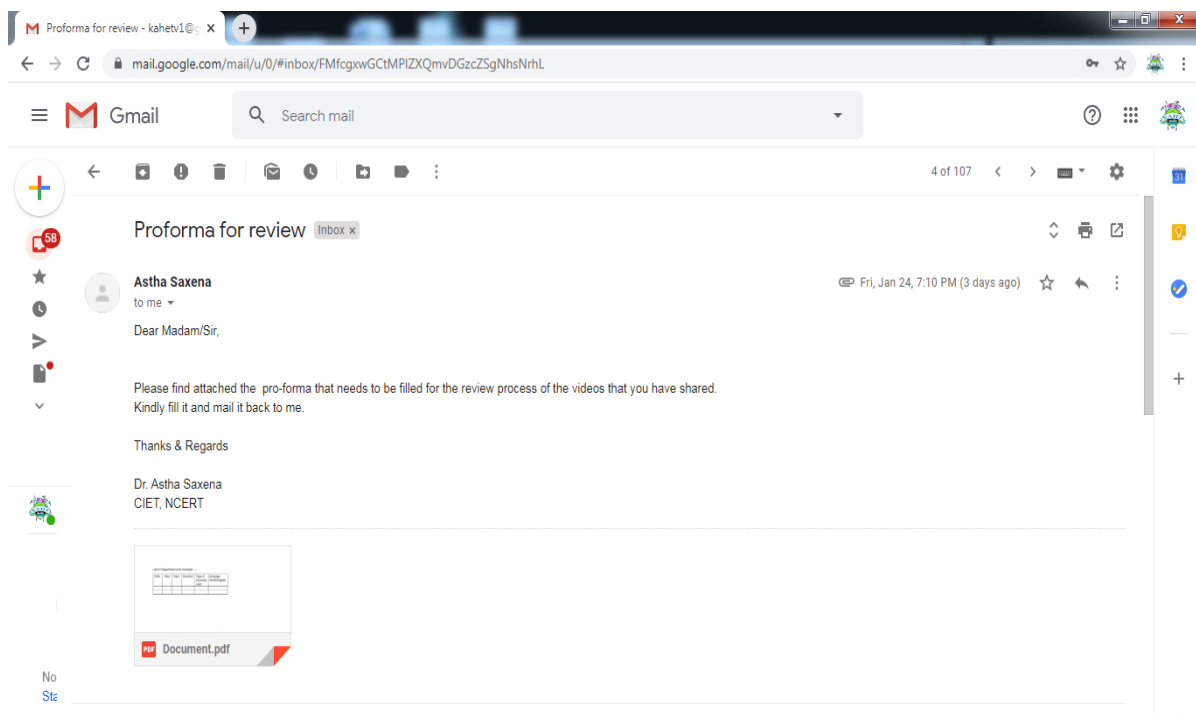 Proforma for review - kahetv1@g
mail.google.com/mail/u/0/#inbox/FMfcgxwGCtMPlZXQmvDGzcZSgNhsNrhL
Gmail
Search mail
4 of 107
31
58
Proforma for review Inbox x
Astha Saxena
Fri, Jan 24, 7:10 PM (3 days ago)
to me
Dear Madam/Sir,
Please find attached the pro-forma that needs to be filled for the review process of the videos that you have shared.
Kindly fill it and mail it back to me.
Thanks & Regards
Dr. Astha Saxena
CIET, NCERT
PDF Document.pdf
No
Sta